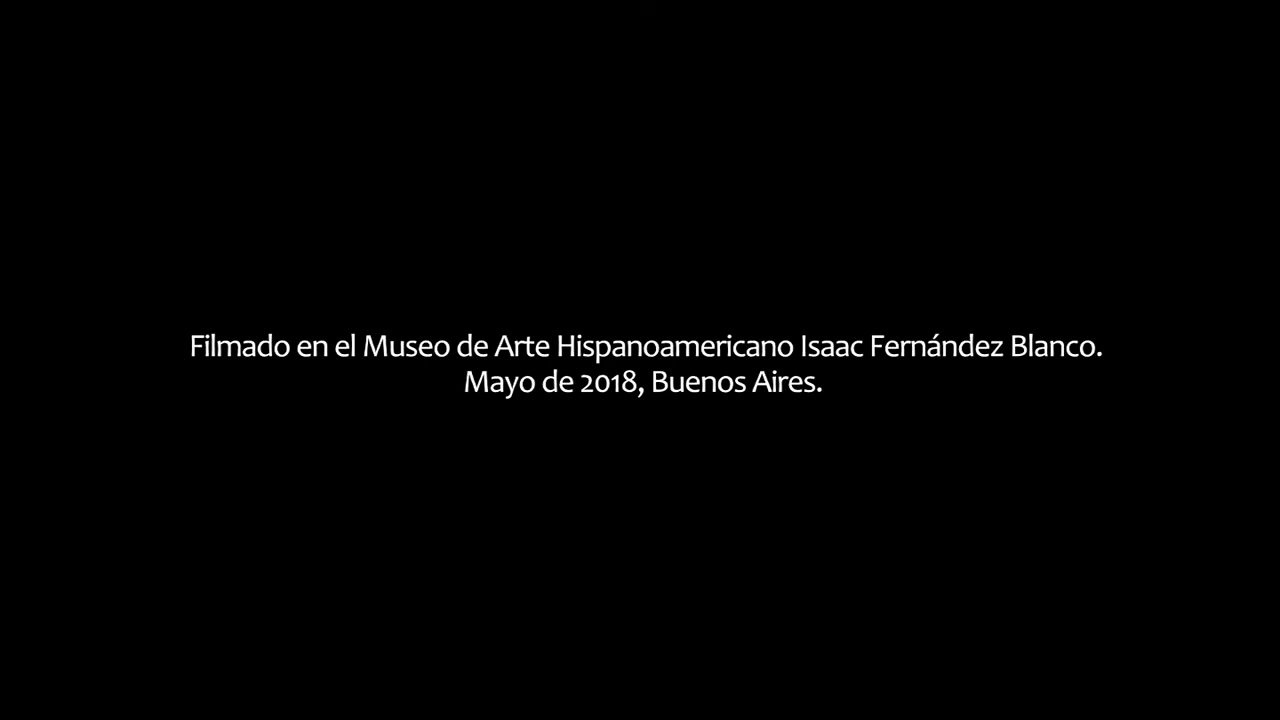 Filmado en el Museo de Arte Hispanoamericano Isaac Fernández Blanco.
Mayo de 2018, Buenos Aires.